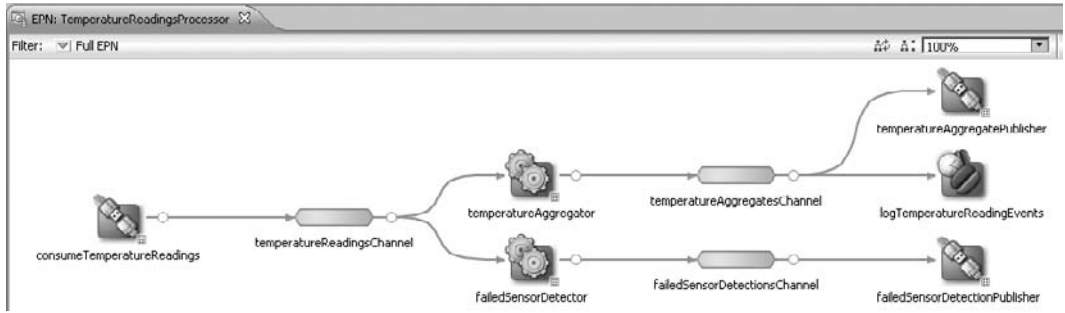 EPN: TemperatureReadingsProcessor
Filter: Full EPN 100%
temperatureAggregatePublisher
temperatureAggregator
temperatureAggregatesChannel
logTemperatureReadingEvents
consumeTemperatureReadings
temperatureReadingsChannel
failedSensorDetector
failedSensorDetectionsChannel
failedSensorDetectionPublisher